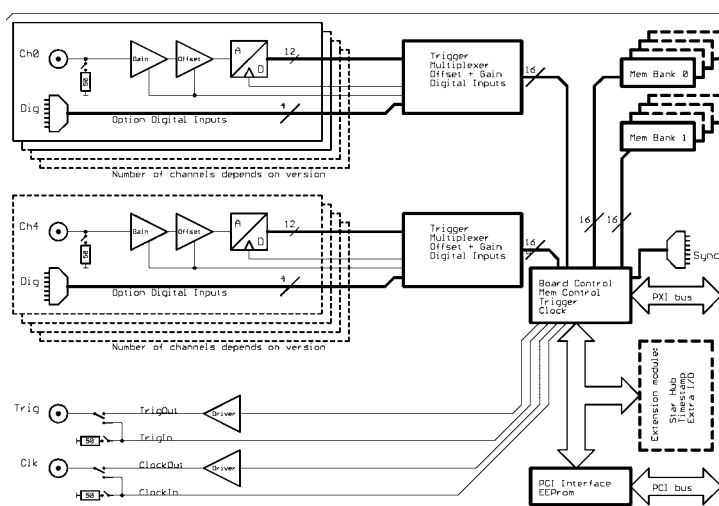 Ch0
50
Gain
Offset
A
D
12
Dig
4
Option Digital Inputs
Number of channels depends on version
Trigger
Multiplexer
Offset + Gain
Digital Inputs
16
Mem Bank 0
Mem Bank 1
Ch4
50
Gain
Offset
A
D
12
Dig
4
Option Digital Inputs
Number of channels depends on version
Trigger
Multiplexer
Offset + Gain
Digital Inputs
16
16
16
Sync
Board Control
Mem Control
Trigger
Clock
PXI bus
Extension module:
Star Hub
Timestamp
Extra I/O
Trig
TrigOut
Driver
50
TrigIn
Clk
ClockOut
Driver
50
ClockIn
PCI Interface
EEProm
PCI bus